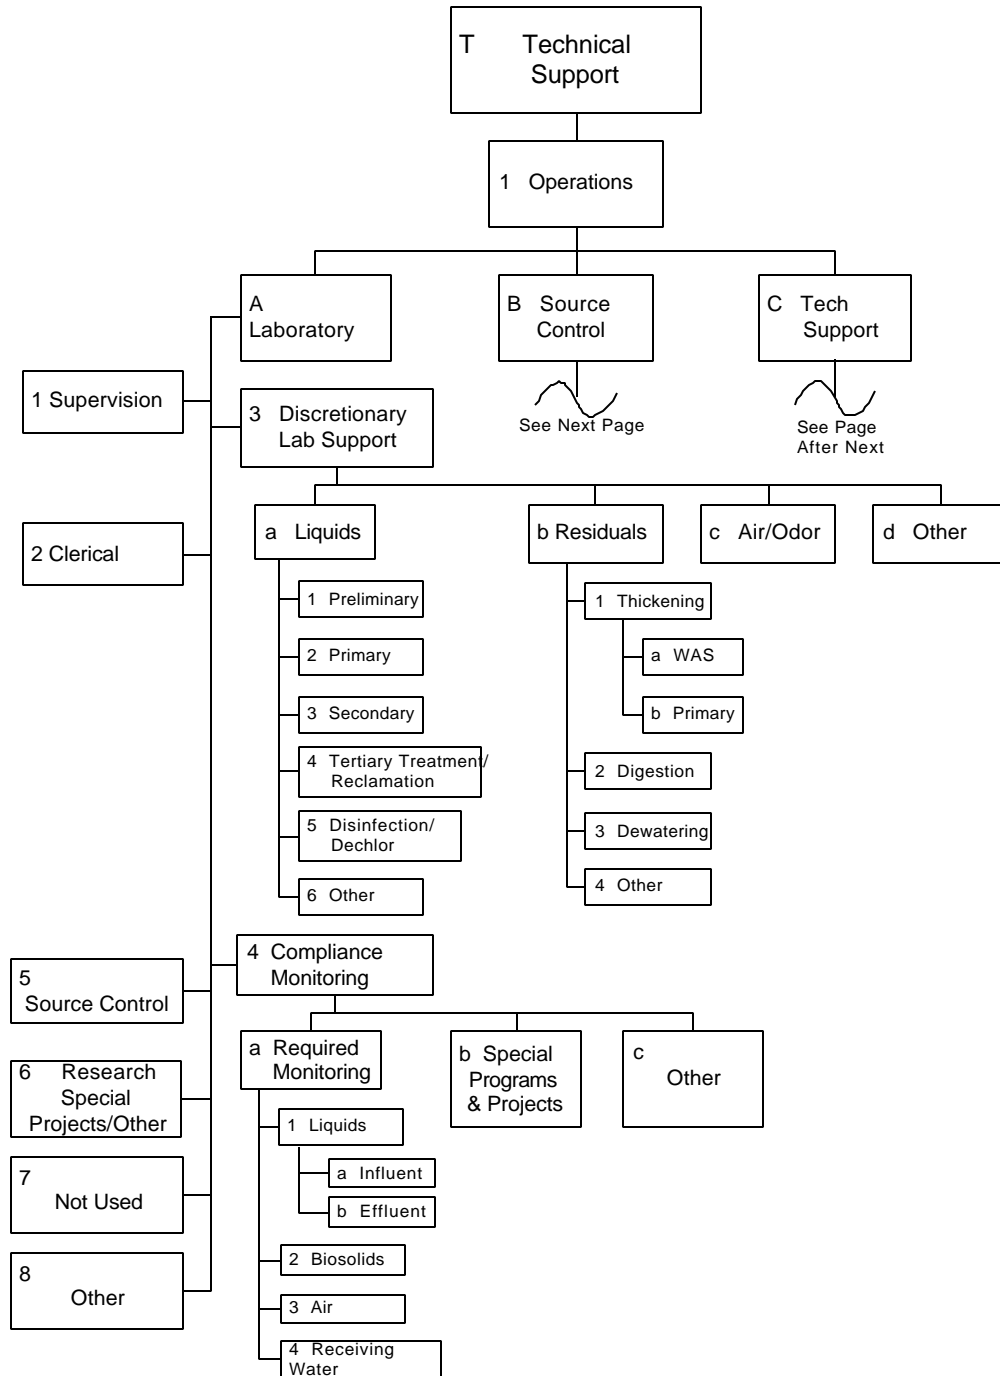 T Technical
Support
1 Operations
A
Laboratory
B Source
Control
C Tech
Support
See Next Page
See Page
After Next
1 Supervision
2 Clerical
3 Discretionary
Lab Support
a Liquids
1 Preliminary
2 Primary
3 Secondary
4 Tertiary Treatment/
Reclamation
5 Disinfection/
Dechlor
6 Other
b Residuals
1 Thickening
a WAS
b Primary
2 Digestion
3 Dewatering
4 Other
c Air/Odor
d Other
4 Compliance
Monitoring
a Required
Monitoring
1 Liquids
a Influent
b Effluent
2 Biosolids
3 Air
4 Receiving
Water
b Special
Programs
& Projects
c
Other
5
Source Control
6 Research
Special
Projects/Other
7
Not Used
8
Other